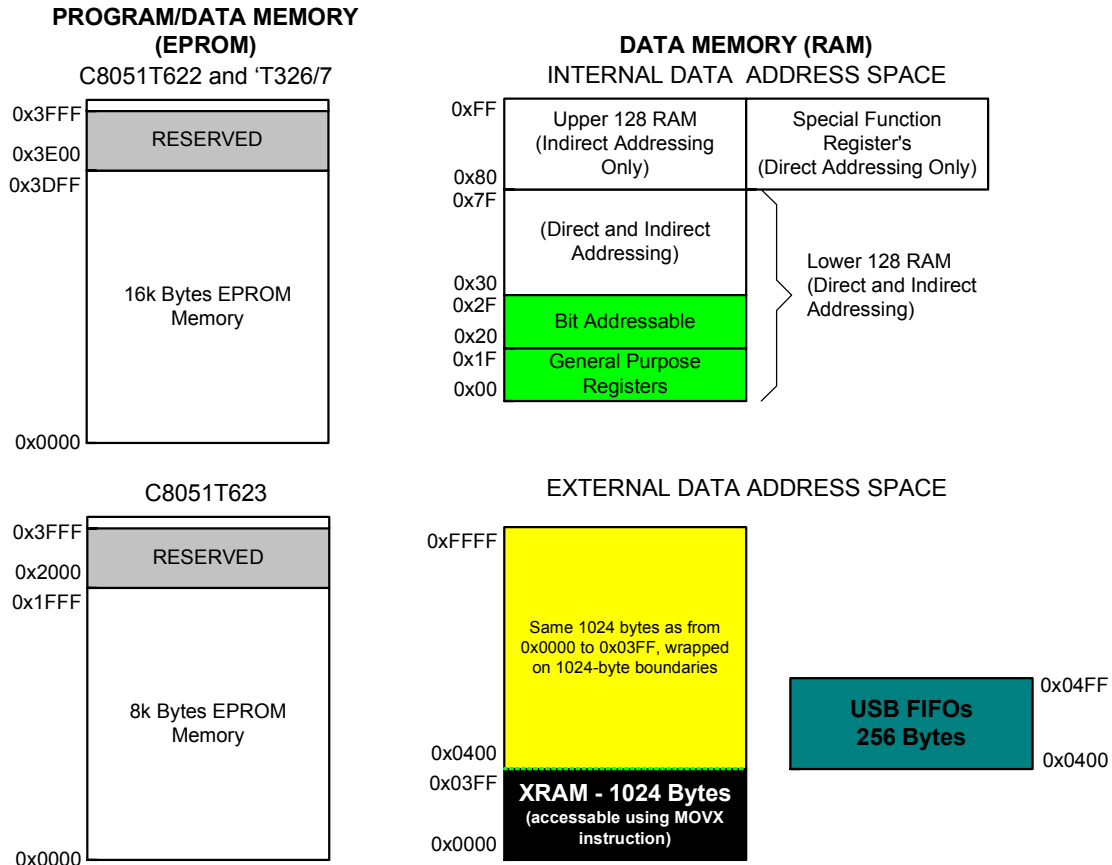 PROGRAM/DATA MEMORY
(EPROM)
C8051T622 and ‘T326/7
0x3FFF
RESERVED
0x3E00
0x3DFF
16k Bytes EPROM
Memory
0x0000
DATA MEMORY (RAM)
INTERNAL DATA ADDRESS SPACE
0xFF
Upper 128 RAM
(Indirect Addressing
Only)
0x80
Special Function
Register's
(Direct Addressing Only)
0x7F
(Direct and Indirect
Addressing)
0x30
0x2F
Bit Addressable
0x20
0x1F
General Purpose
Registers
0x00
Lower 128 RAM
(Direct and Indirect
Addressing)
C8051T623
0x3FFF
RESERVED
0x2000
0x1FFF
8k Bytes EPROM
Memory
0x0000
EXTERNAL DATA ADDRESS SPACE
0xFFFF
Same 1024 bytes as from
0x0000 to 0x03FF, wrapped
on 1024-byte boundaries
0x0400
0x03FF
XRAM - 1024 Bytes
(accessable using MOVX
instruction)
0x0000
0x04FF
USB FIFOs
256 Bytes
0x0400